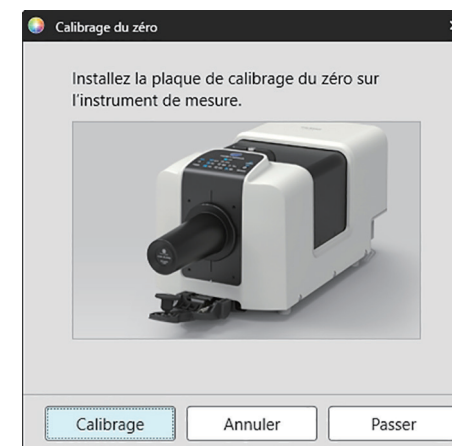 Calibrage du zéro
Installez la plaque de calibrage du zéro sur
l'instrument de mesure.
Calibrage
Annuler
Passer